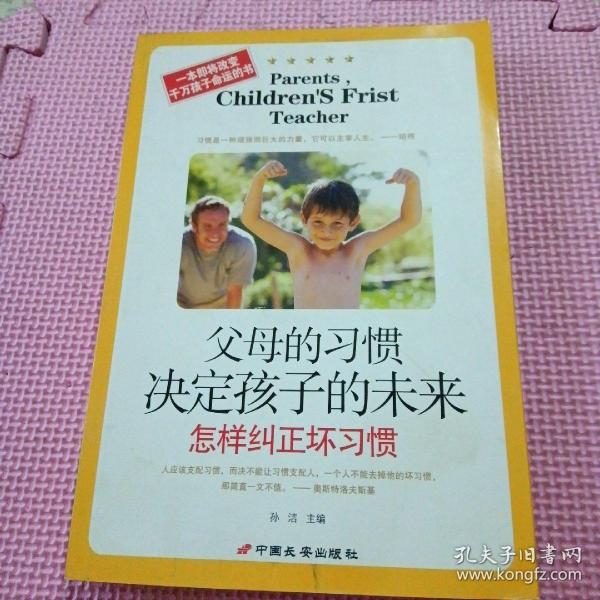 一本即将改变
千万孩子命运的书
Parents ,
Children'S Frist
Teacher
习惯是一种顽强而巨大的力量，它可以主宰人生。——培根
父母的习惯
决定孩子的未来
怎样纠正坏习惯
人应该支配习惯，而决不能让习惯支配人，一个人不能去掉他的坏习惯，
那简直一文不值。——奥斯特洛夫斯基
孙洁 主编
中国长安出版社
孔夫子旧书网
www.kongfz.com